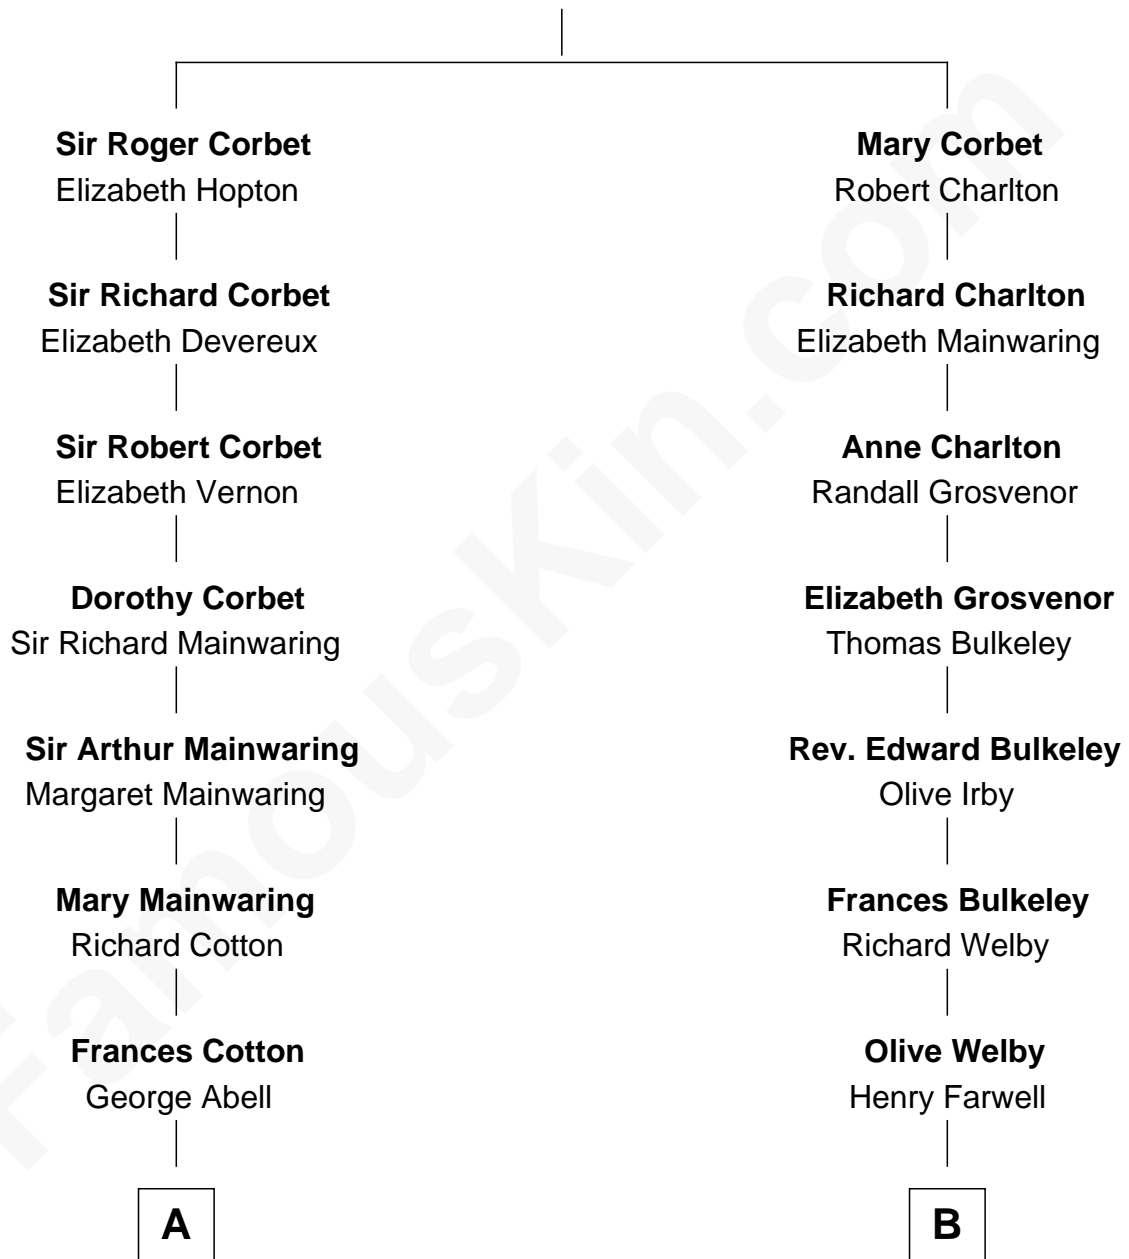 Sir Roger Corbet
Elizabeth Hopton
Sir Richard Corbet
Elizabeth Devereux
Sir Robert Corbet
Elizabeth Vernon
Dorothy Corbet
Sir Richard Mainwaring
Sir Arthur Mainwaring
Margaret Mainwaring
Mary Mainwaring
Richard Cotton
Frances Cotton
George Abell
A
Mary Corbet
Robert Charlton
Richard Charlton
Elizabeth Mainwaring
Anne Charlton
Randall Grosvenor
Elizabeth Grosvenor
Thomas Bulkeley
Rev. Edward Bulkeley
Olive Irby
Frances Bulkeley
Richard Welby
Olive Welby
Henry Farwell
B
FamousKin.com